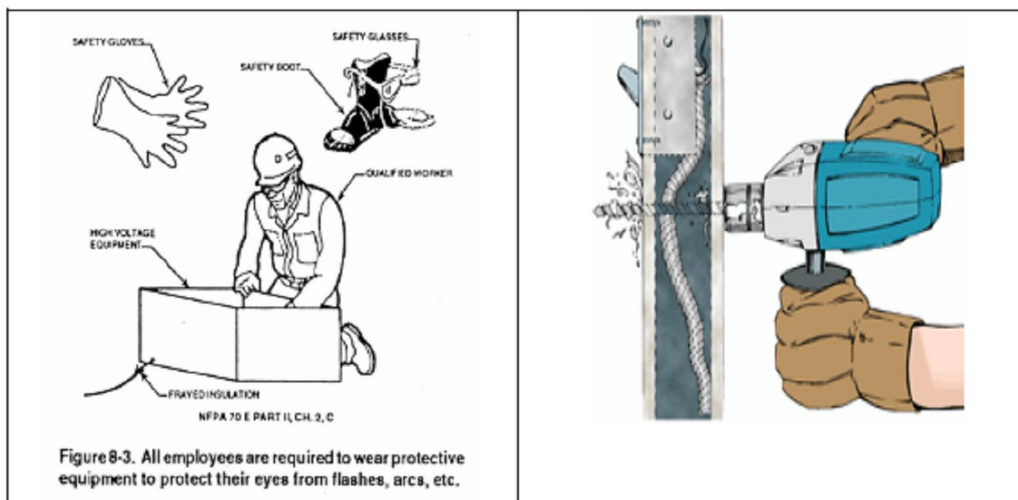 SAFETY GLOVES
SAFETY GLASSES
SAFETY BOOT
QUALIFIED WORKER
HIGH VOLTAGE
EQUIPMENT
FRAYED INSULATION
NFPA 70 E PART II, CH. 2, C
Figure 8-3. All employees are required to wear protective
equipment to protect their eyes from flashes, arcs, etc.